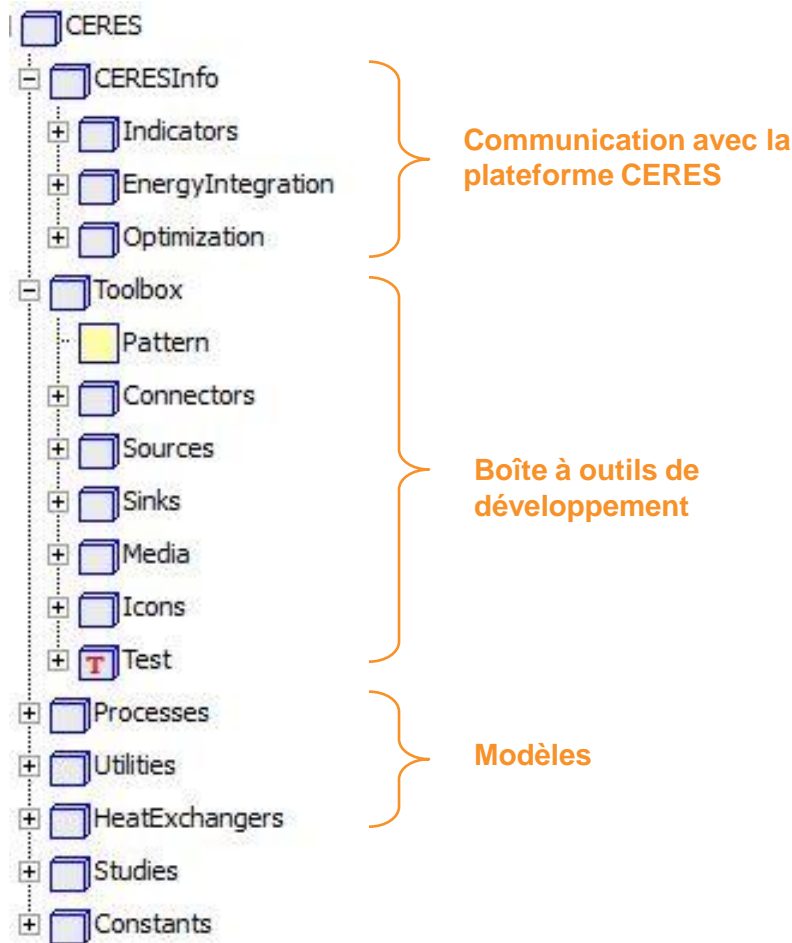 CERES
CERESInfo
Indicators
EnergyIntegration
Optimization
Communication avec la
plateforme CERES
Toolbox
Pattern
Connectors
Sources
Sinks
Media
Icons
T Test
Boîte à outils de
développement
Processes
Utilities
HeatExchangers
Modèles
Studies
Constants